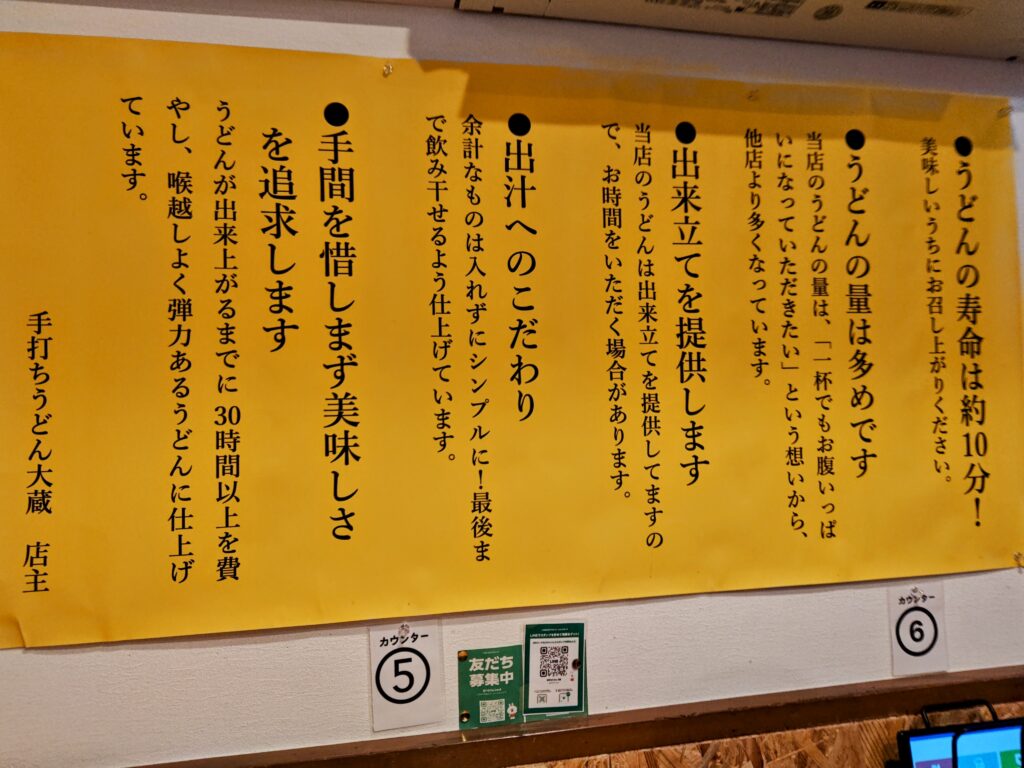 ●うどんの寿命は約10分！
美味しいうちにお召し上がりください。
●うどんの量は多めです
当店のうどんの量は、「一杯でもお腹いっぱ
いになっていただきたい」という想いから、
他店より多くなっています。
●出来立てを提供します
当店のうどんは出来立てを提供してますの
で、お時間をいただく場合があります。
●出汁へのこだわり
余計なものは入れずにシンプルに！最後ま
で飲み干せるよう仕上げています。
●手間を惜しまず美味しさ
を追求します
うどんが出来上がるまでに30時間以上を費
やし、喉越しよく弾力あるうどんに仕上げ
ています。
手打ちうどん大蔵　店主
カウンター
5
友だち
募集中
LINE
カウンター
6